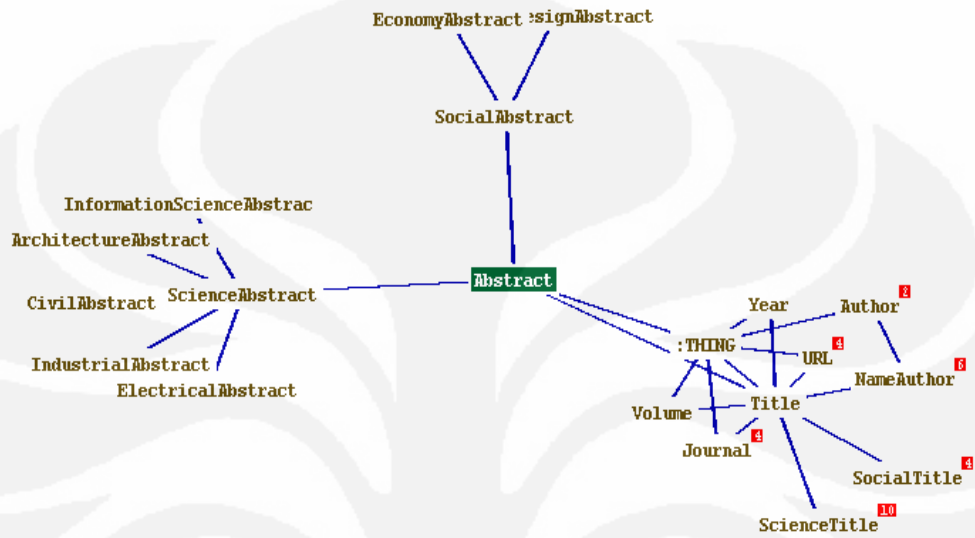 EconomyAbstract
esignAbstract
SocialAbstract
InformationScienceAbstrac
ArchitectureAbstract
Abstract
ScienceAbstract
CivilAbstract
Year
Author
2
:THING
URL
4
IndustrialAbstract
NameAuthor
6
ElectricalAbstract
Volume
Title
Journal
4
SocialTitle
4
ScienceTitle
10